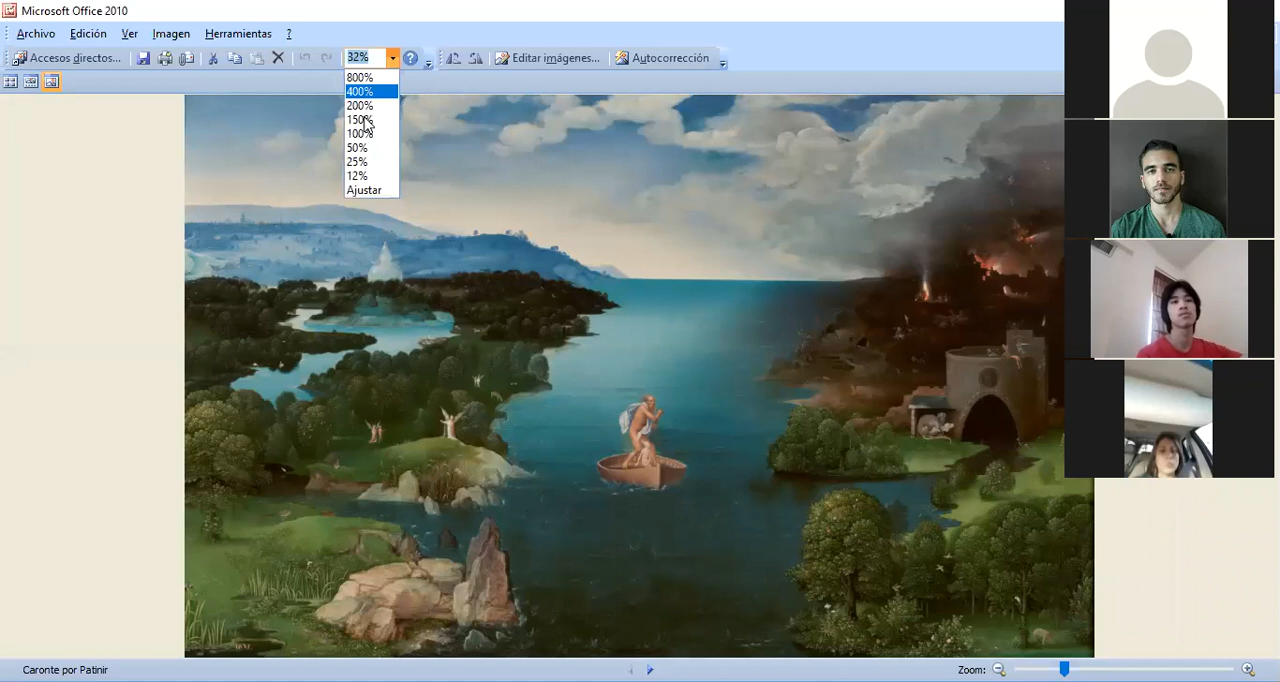 Microsoft Office 2010
Archivo Edición Ver Imagen Herramientas ?
Accesos directos... 32% Editar imágenes... Autocorrección
800%
400%
200%
150%
100%
50%
25%
12%
Ajustar
Caronte por Patinir Zoom: